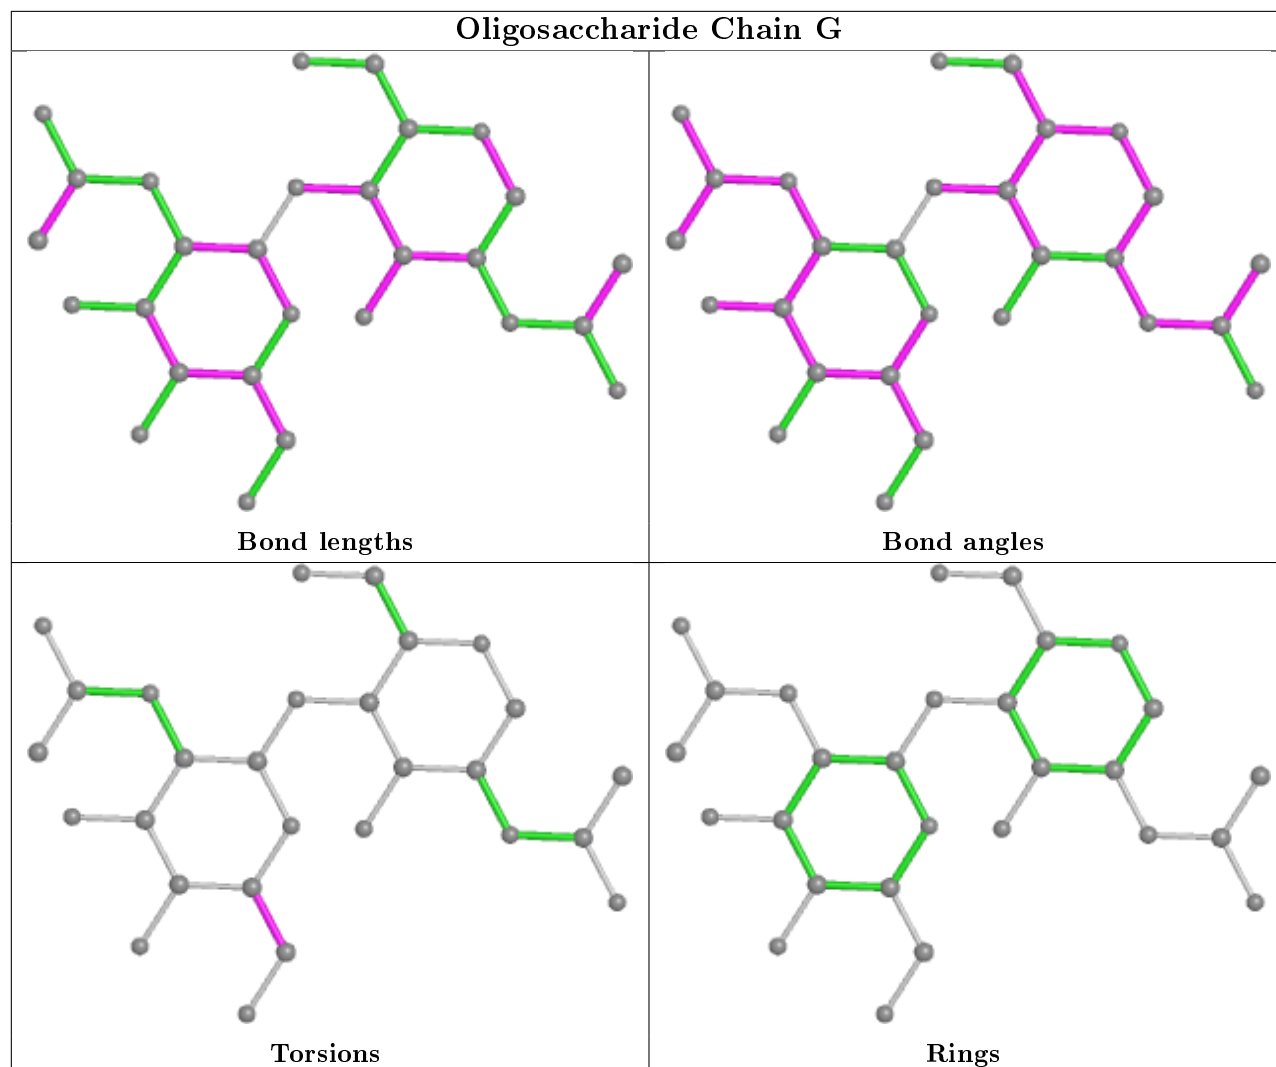 Oligosaccharide Chain G
Bond lengths
Bond angles
Torsions
Rings